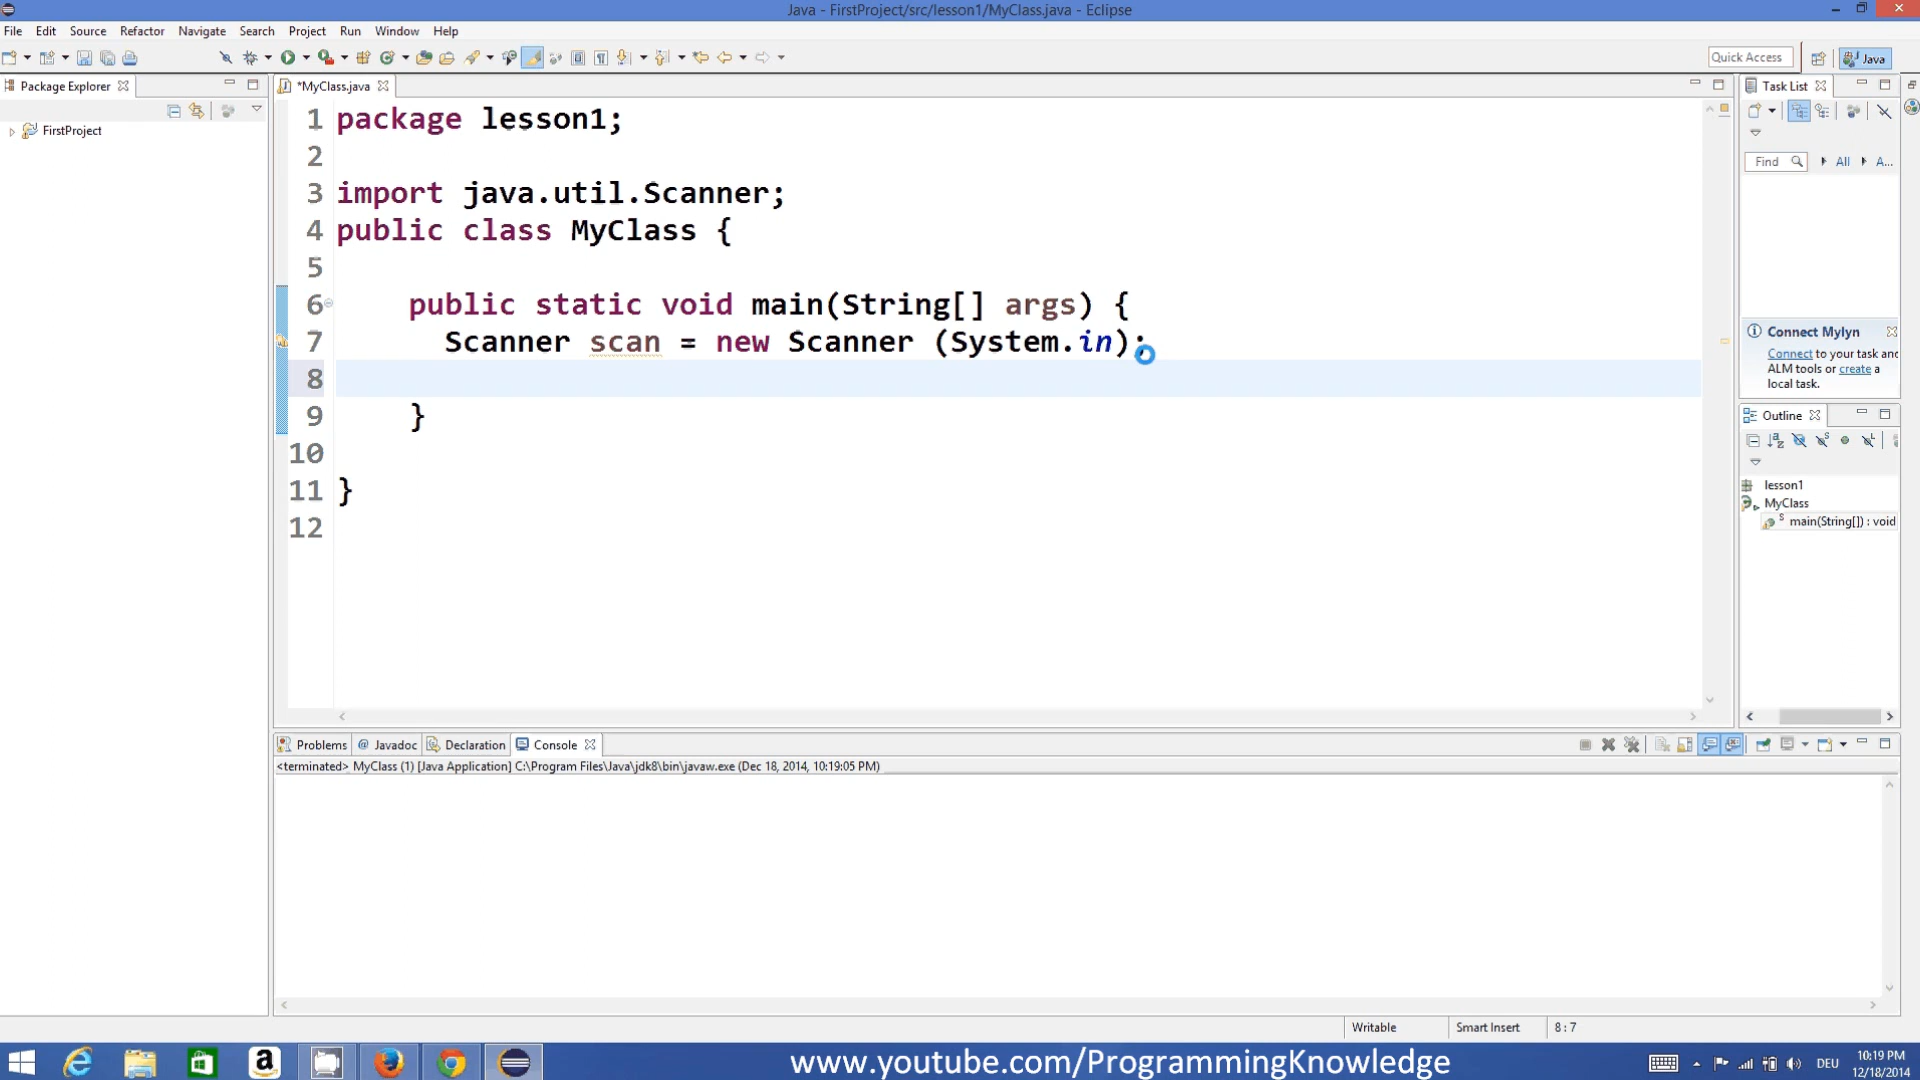 Java - FirstProject/src/lesson1/MyClass.java - Eclipse
File Edit Source Refactor Navigate Search Project Run Window Help
Quick Access
Java
Package Explorer
*MyClass.java
Task List
FirstProject
1 package lesson1;
2
3 import java.util.Scanner;
4 public class MyClass {
5
6 public static void main(String[] args) {
7 Scanner scan = new Scanner (System.in);
8
9 }
10
11 }
12
Find All A...
Connect Mylyn
Connect to your task and
ALM tools or create a
local task.
Outline
lesson1
MyClass
main(String[]) : void
Problems Javadoc Declaration Console
<terminated> MyClass (1) [Java Application] C:\Program Files\Java\jdk8\bin\javaw.exe (Dec 18, 2014, 10:19:05 PM)
Writable Smart Insert 8 : 7
www.youtube.com/ProgrammingKnowledge
DEU
10:19 PM
12/18/2014